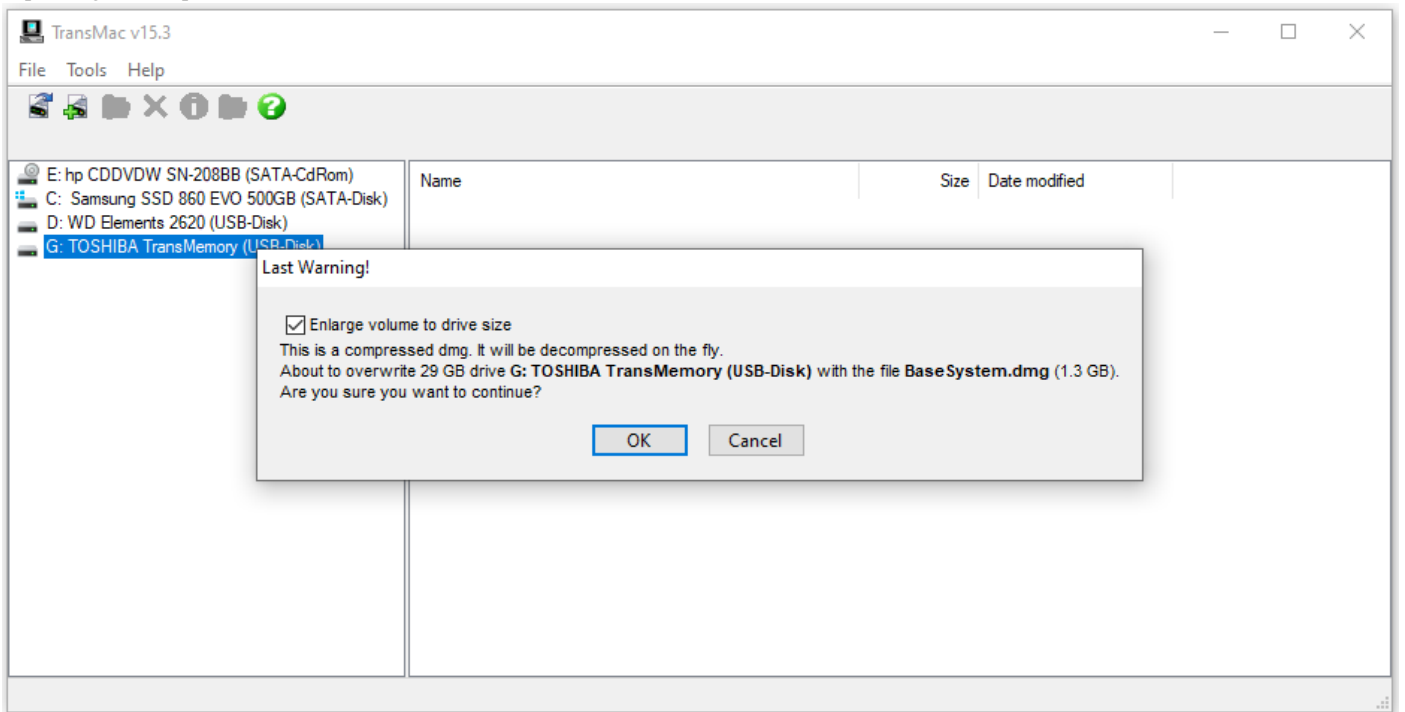 TransMac v15.3
File Tools Help
E: hp CDDVDW SN-208BB (SATA-CdRom)
C: Samsung SSD 860 EVO 500GB (SATA-Disk)
D: WD Elements 2620 (USB-Disk)
G: TOSHIBA TransMemory (USB-Disk)
Name Size Date modified
Last Warning!
Enlarge volume to drive size
This is a compressed dmg. It will be decompressed on the fly.
About to overwrite 29 GB drive G: TOSHIBA TransMemory (USB-Disk) with the file BaseSystem.dmg (1.3 GB).
Are you sure you want to continue?
OK Cancel